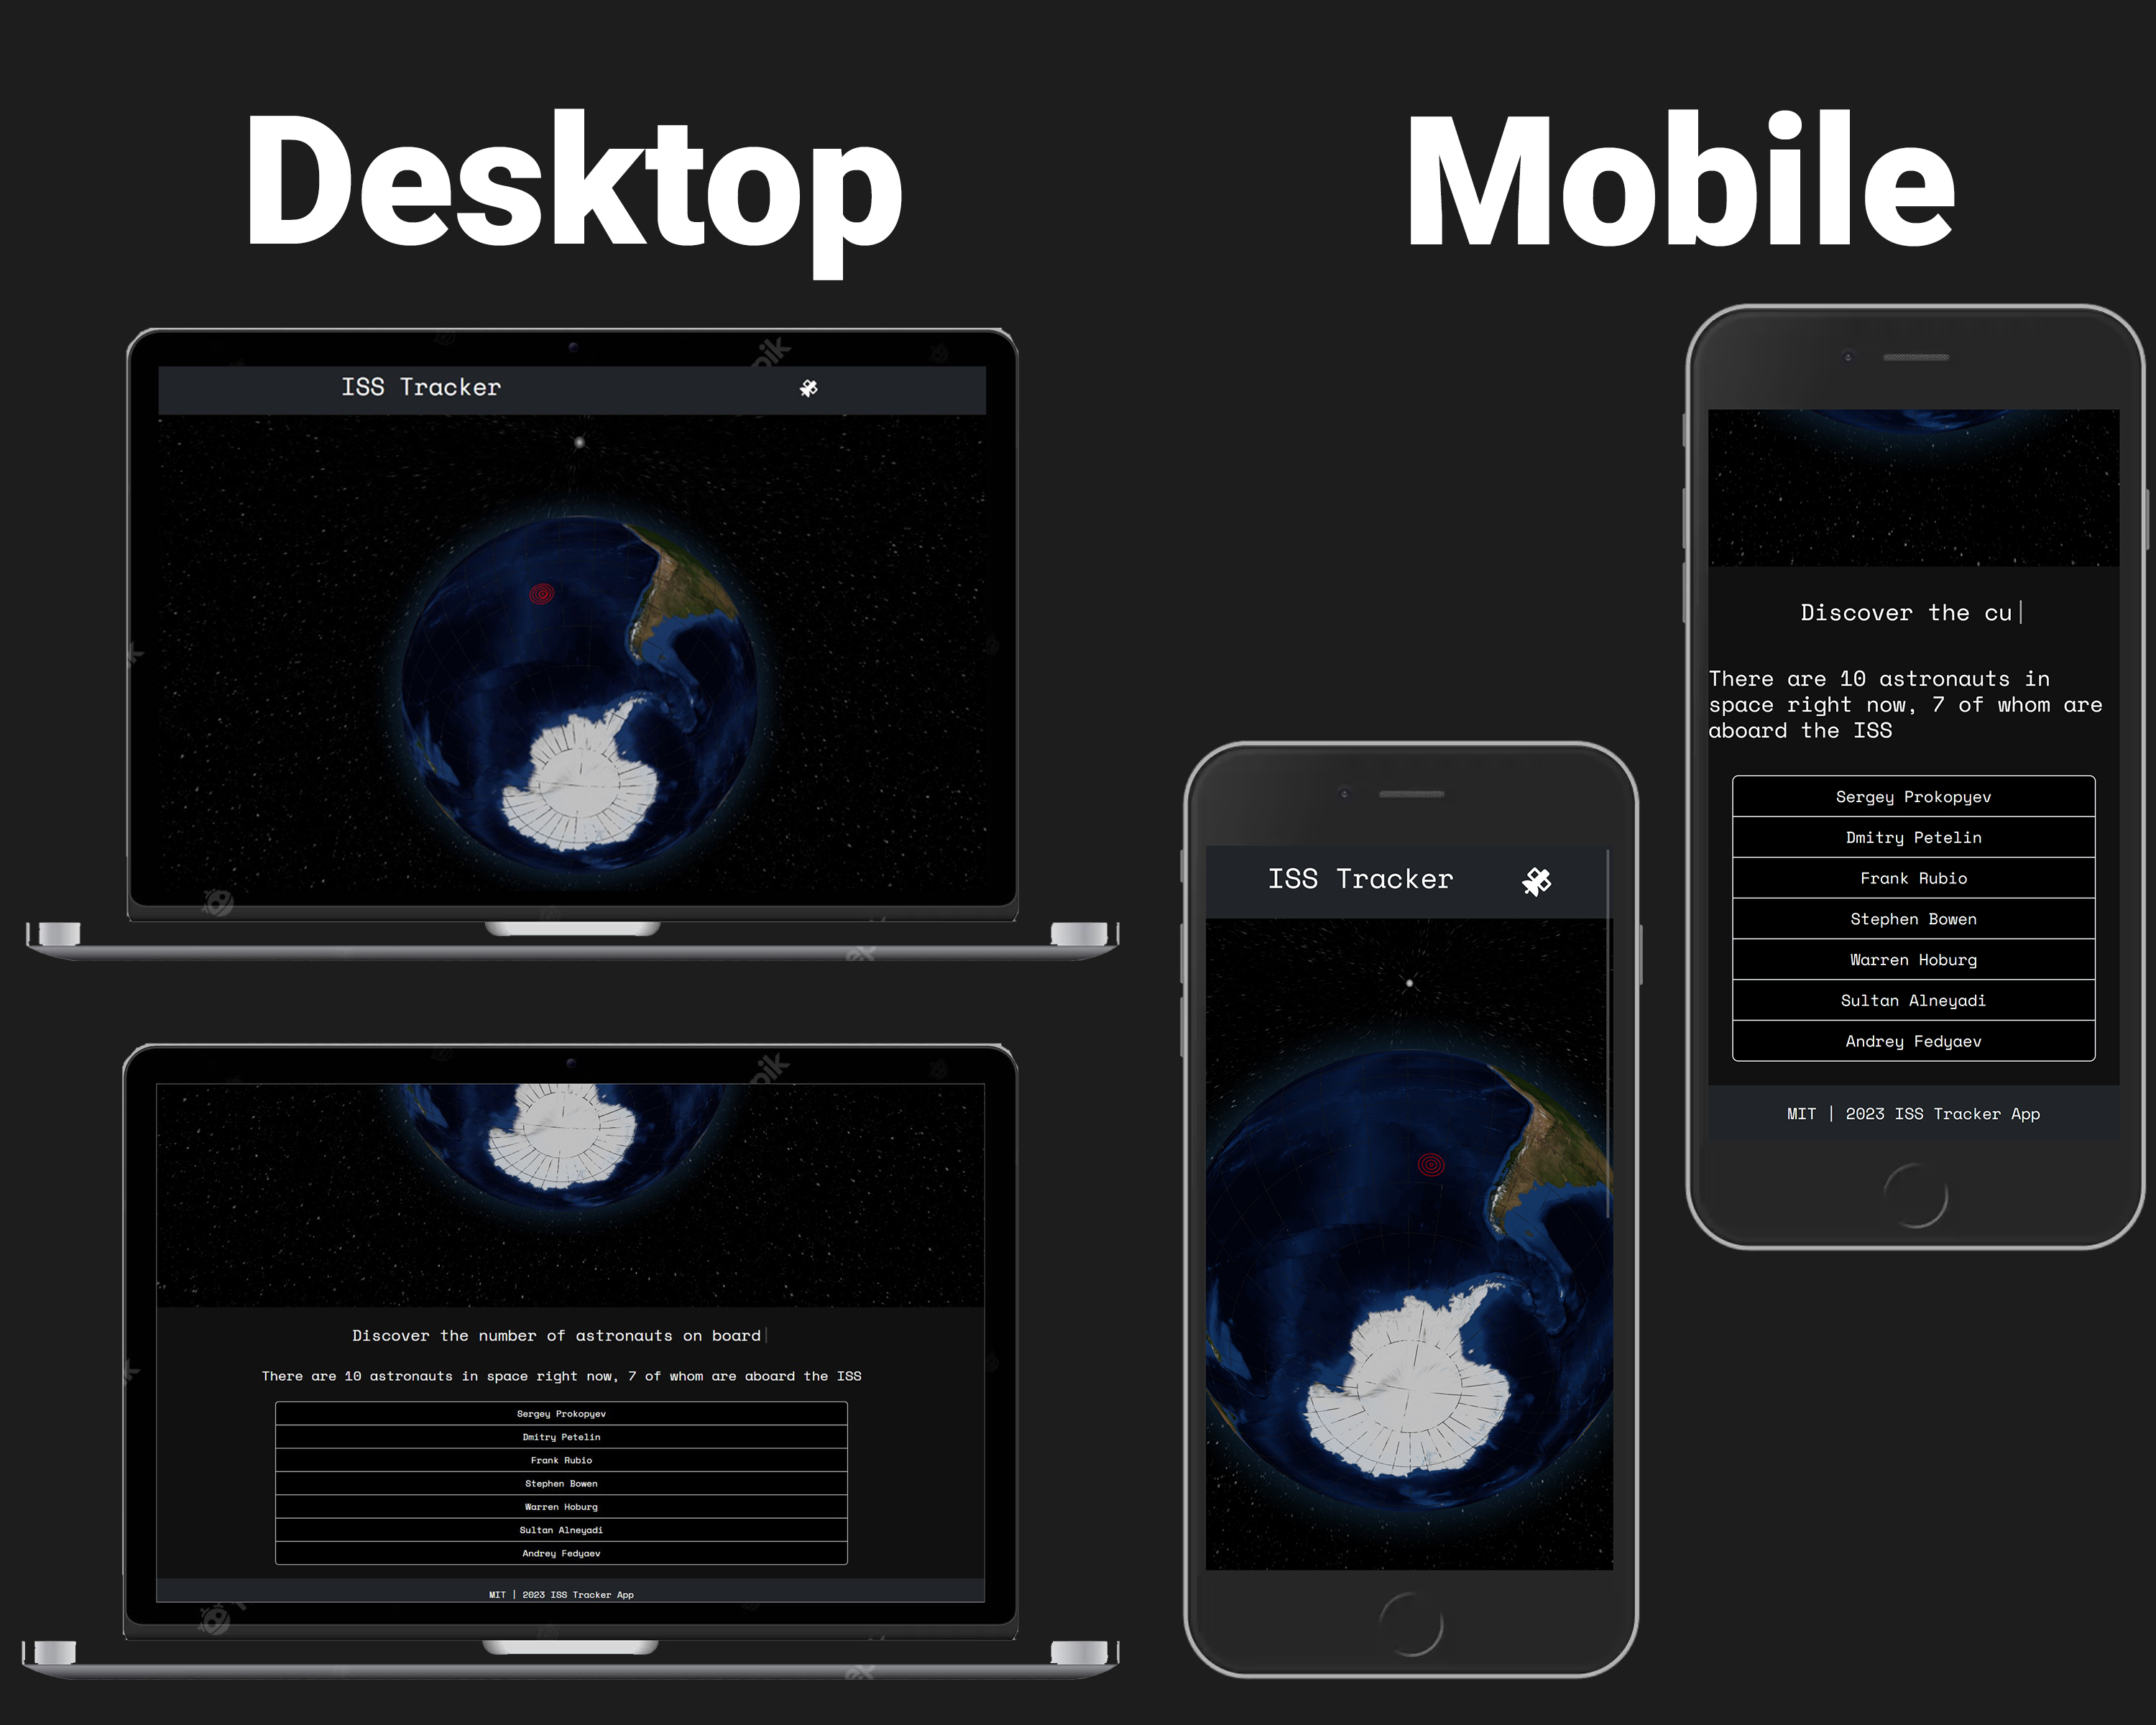 Desktop
Mobile
ISS Tracker
Discover the number of astronauts on board
There are 10 astronauts in space right now, 7 of whom are aboard the ISS
Sergey Prokopyev
Dmitry Petelin
Frank Rubio
Stephen Bowen
Warren Hoburg
Sultan Alneyadi
Andrey Fedyaev
MIT | 2023 ISS Tracker App
ISS Tracker
Discover the cu
There are 10 astronauts in
space right now, 7 of whom are
aboard the ISS
Sergey Prokopyev
Dmitry Petelin
Frank Rubio
Stephen Bowen
Warren Hoburg
Sultan Alneyadi
Andrey Fedyaev
MIT | 2023 ISS Tracker App